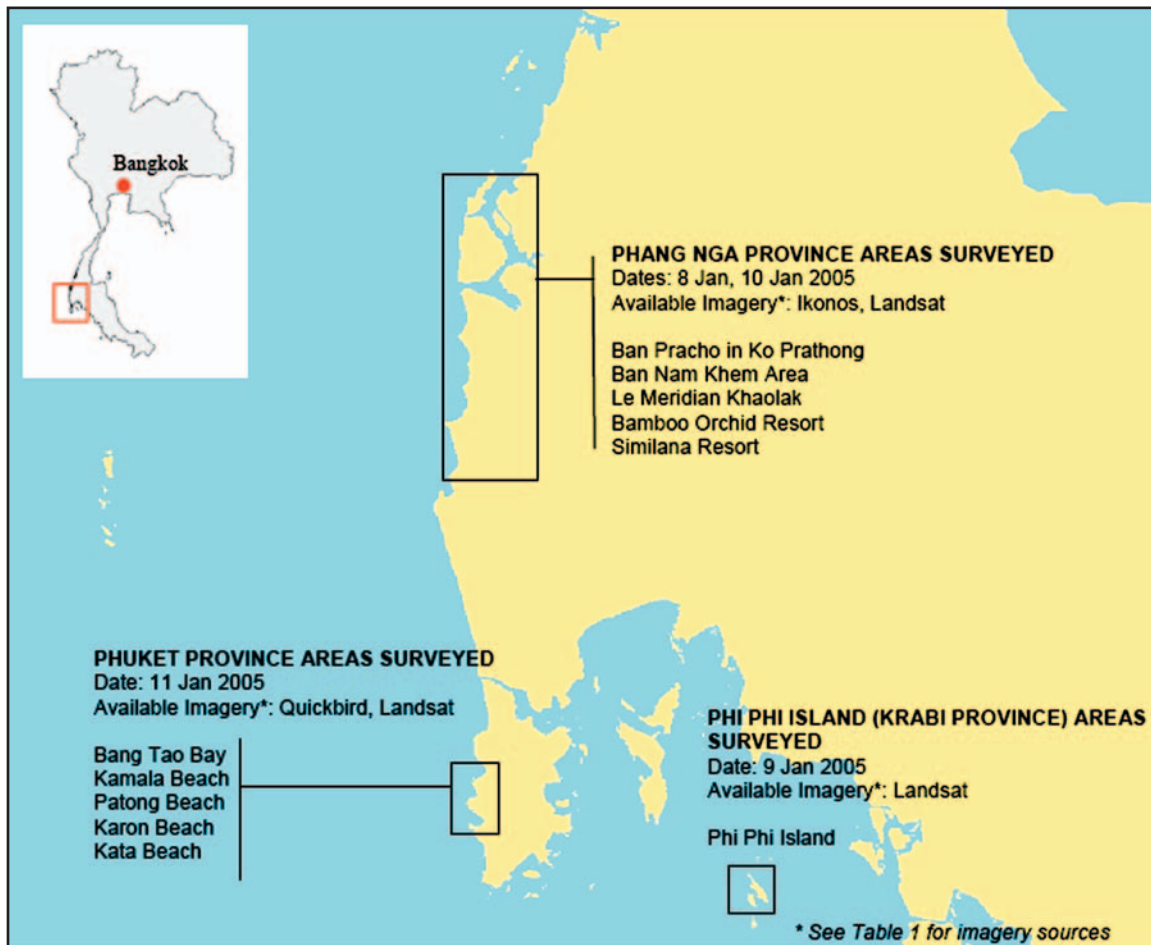 Bangkok
PHANG NGA PROVINCE AREAS SURVEYED
Dates: 8 Jan, 10 Jan 2005
Available Imagery*: Ikonos, Landsat
Ban Pracho in Ko Prathong
Ban Nam Khem Area
Le Meridian Khaolak
Bamboo Orchid Resort
Similana Resort
PHUKET PROVINCE AREAS SURVEYED
Date: 11 Jan 2005
Available Imagery*: Quickbird, Landsat
Bang Tao Bay
Kamala Beach
Patong Beach
Karon Beach
Kata Beach
PHI PHI ISLAND (KRABI PROVINCE) AREAS
SURVEYED
Date: 9 Jan 2005
Available Imagery*: Landsat
Phi Phi Island
* See Table 1 for imagery sources